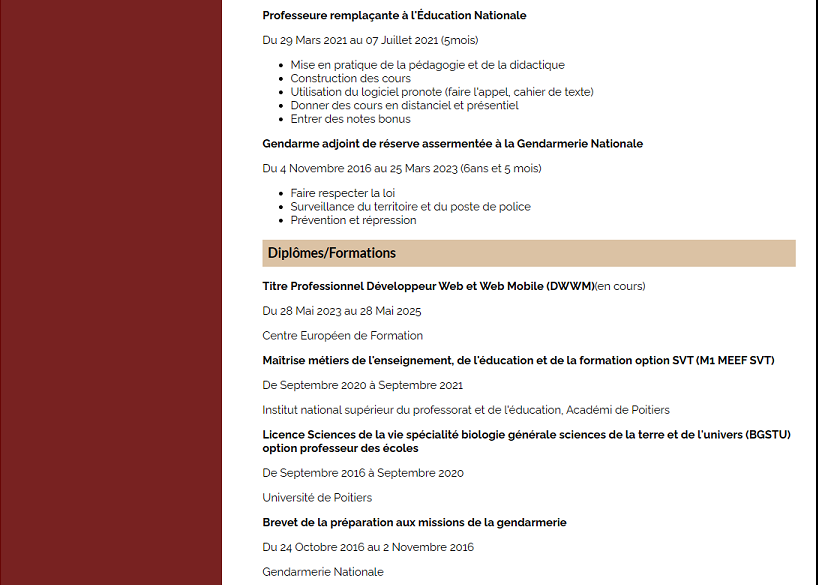 Professeure remplaçante à l'Éducation Nationale
Du 29 Mars 2021 au 07 Juillet 2021 (5mois)
Mise en pratique de la pédagogie et de la didactique
Construction des cours
Utilisation du logiciel pronote (faire l'appel, cahier de texte)
Donner des cours en distanciel et présentiel
Entrer des notes bonus
Gendarme adjoint de réserve assermentée à la Gendarmerie Nationale
Du 4 Novembre 2016 au 25 Mars 2023 (6ans et 5 mois)
Faire respecter la loi
Surveillance du territoire et du poste de police
Prévention et répression
Diplômes/Formations
Titre Professionnel Développeur Web et Web Mobile (DWWM)(en cours)
Du 28 Mai 2023 au 28 Mai 2025
Centre Européen de Formation
Maîtrise métiers de l'enseignement, de l'éducation et de la formation option SVT (M1 MEEF SVT)
De Septembre 2020 à Septembre 2021
Institut national supérieur du professorat et de l'éducation, Académi de Poitiers
Licence Sciences de la vie spécialité biologie générale sciences de la terre et de l'univers (BGSTU)
option professeur des écoles
De Septembre 2016 à Septembre 2020
Université de Poitiers
Brevet de la préparation aux missions de la gendarmerie
Du 24 Octobre 2016 au 2 Novembre 2016
Gendarmerie Nationale